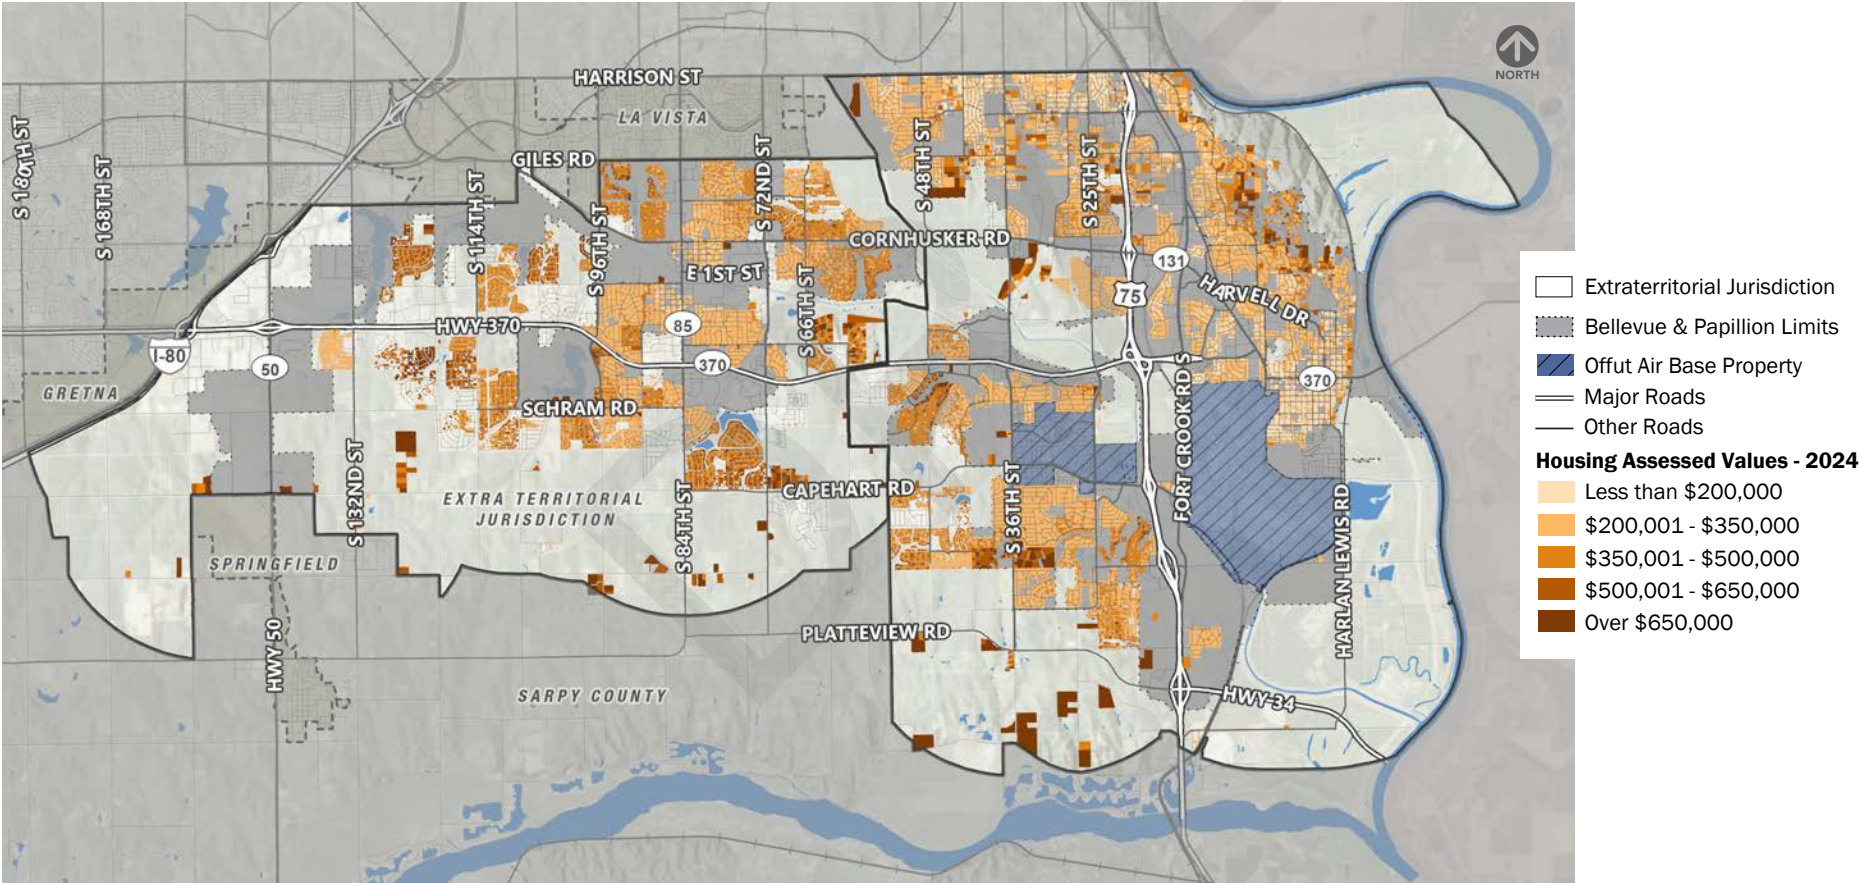 NORTH
HARRISON ST
LA VISTA
S 180TH ST
S 168TH ST
GILES RD
S 114TH ST
S 96TH ST
S 72ND ST
S 48TH ST
S 25TH ST
CORNHUSKER RD
E 1ST ST
S 66TH ST
131
75
HARVELL DR
HWY 370
85
I-80
50
370
370
GRETNA
SCHRAM RD
FORT CROOK RD S
S 132ND ST
EXTRA TERRITORIAL
JURISDICTION
S 84TH ST
CAPEHART RD
S 36TH ST
HARLAN LEWIS RD
SPRINGFIELD
HWY 50
PLATTEVIEW RD
SARPY COUNTY
HWY 34
Extraterritorial Jurisdiction
Bellevue & Papillion Limits
Offut Air Base Property
Major Roads
Other Roads
Housing Assessed Values - 2024
Less than $200,000
$200,001 - $350,000
$350,001 - $500,000
$500,001 - $650,000
Over $650,000